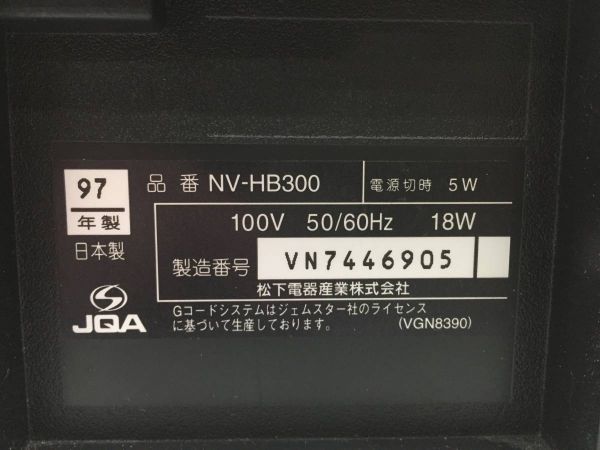 97
年製
日本製
JQA
品 番 NV-HB300
電源切時 5W
100V 50/60Hz 18W
製造番号 VN7446905
松下電器産業株式会社
Gコードシステムはジェムスター社のライセンス
に基づいて生産しております。 (VGN8390)